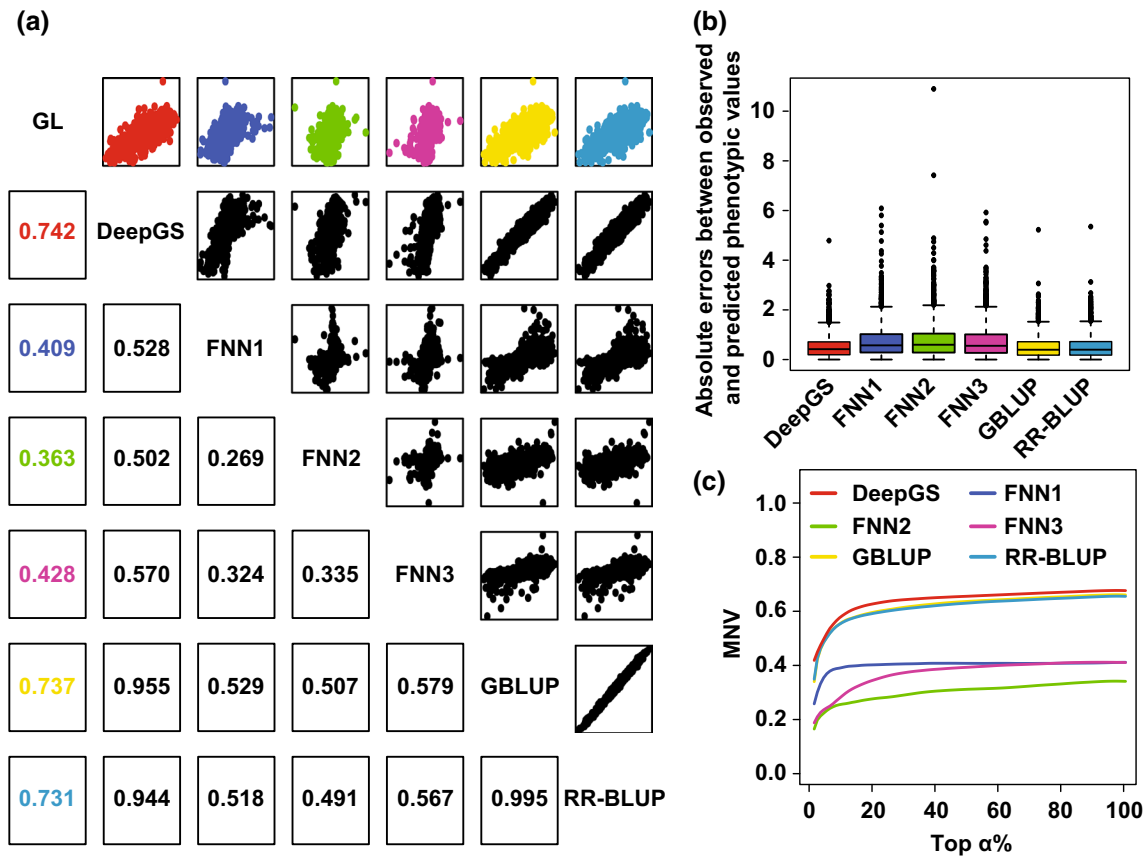 (a)
GL
0.742 DeepGS
0.409 0.528 FNN1
0.363 0.502 0.269 FNN2
0.428 0.570 0.324 0.335 FNN3
0.737 0.955 0.529 0.507 0.579 GBLUP
0.731 0.944 0.518 0.491 0.567 0.995 RR-BLUP
(b)
Absolute errors between observed
and predicted phenotypic values
10
8
6
4
2
0
DeepGS
FNN1
FNN2
FNN3
GBLUP
RR-BLUP
(c)
MNV
1.0
0.8
0.6
0.4
0.2
0.0
DeepGS FNN1
FNN2 FNN3
GBLUP RR-BLUP
0 20 40 60 80 100
Top α%